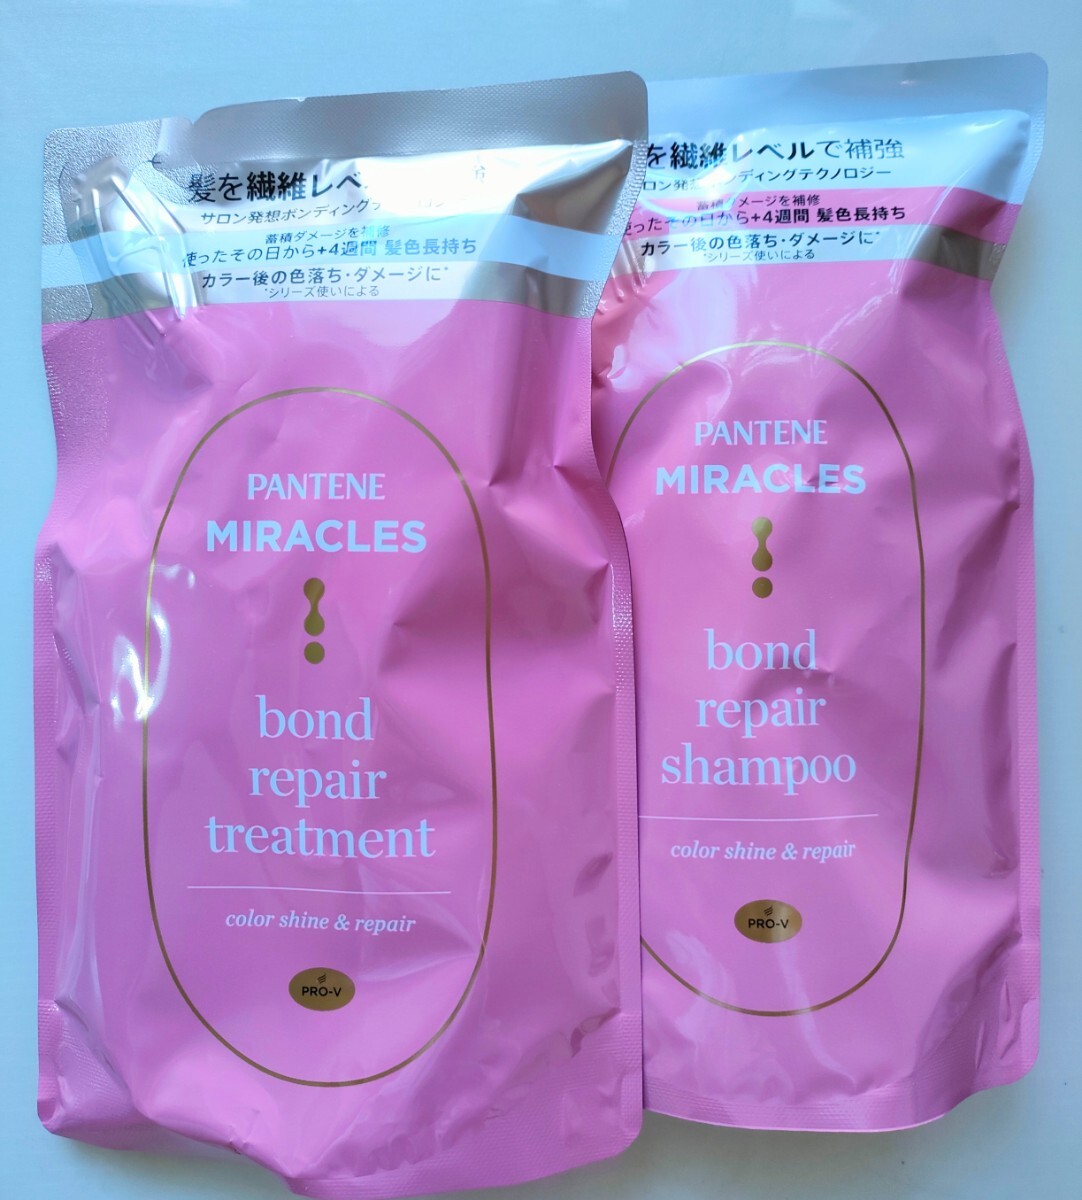 髪を繊維レベ
サロン発想ボンディング
蓄積ダメージを補修
使ったその日から+4週間 髪色長持ち
カラー後の色落ち・ダメージに*
*シリーズ使いによる
PANTENE
MIRACLES
bond
repair
treatment
color shine & repair
PRO-V
を繊維レベルで補強
ロン発想ボンディングテクノロジー
蓄積ダメージを補修
使ったその日から+4週間 髪色長持ち
カラー後の色落ち・ダメージに*
*シリーズ使いによる
PANTENE
MIRACLES
bond
repair
shampoo
color shine & repair
PRO-V